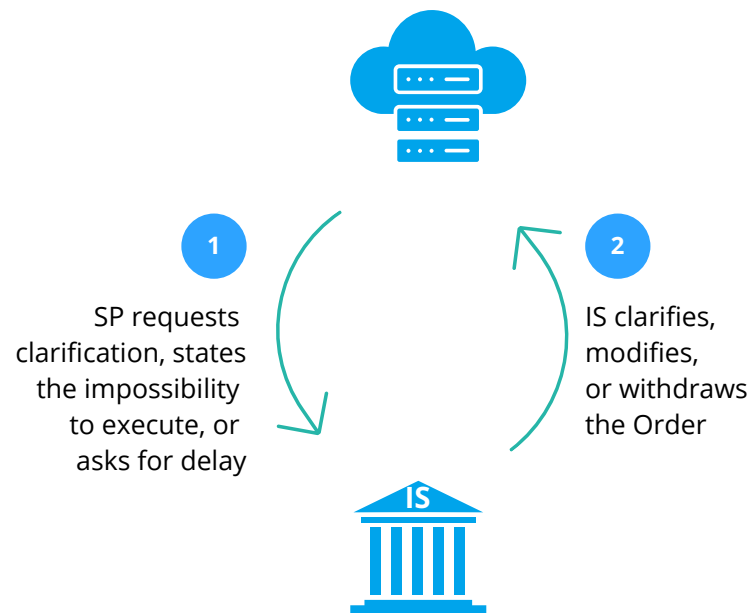 1
SP requests
clarification, states
the impossibility
to execute, or
asks for delay
2
IS clarifies,
modifies,
or withdraws
the Order
IS